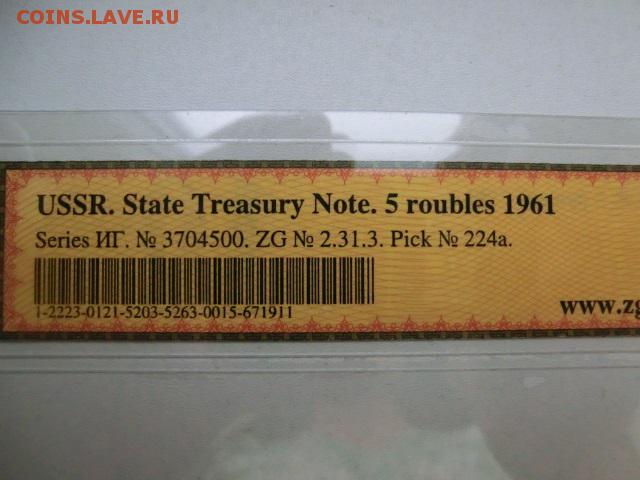 COINS.LAVE.RU
USSR. State Treasury Note. 5 roubles 1961
Series ИГ. № 3704500. ZG № 2.31.3. Pick № 224a.
1-2223-0121-5203-5263-0015-671911
www.zg